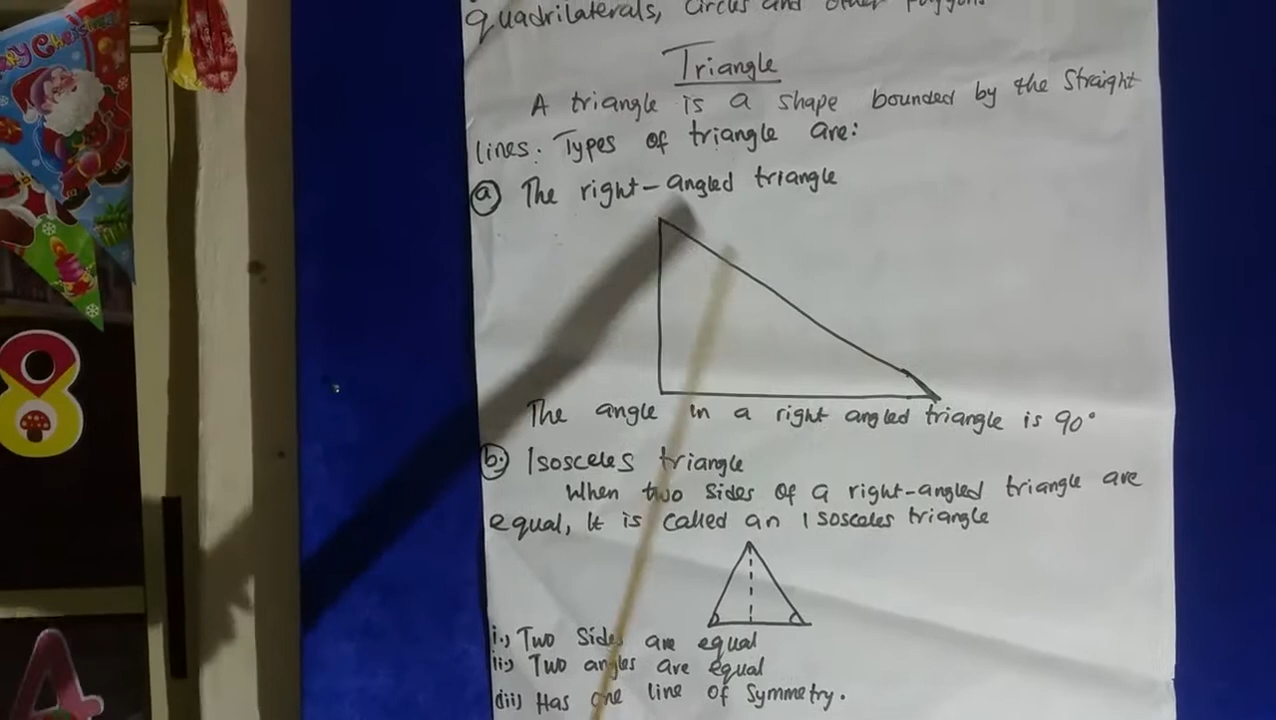 quadrilaterals, circus and other polygons
Triangle
A triangle is a shape bounded by the Straight
lines. Types of triangle are:
(a) The right-angled triangle
The angle in a right angled triangle is 90°
(b.) Isosceles triangle
When two sides of a right-angled triangle are
equal, It is called an Isosceles triangle
i.) Two Sides are equal
ii) Two angles are equal
iii) Has one line of Symmetry.
8
A